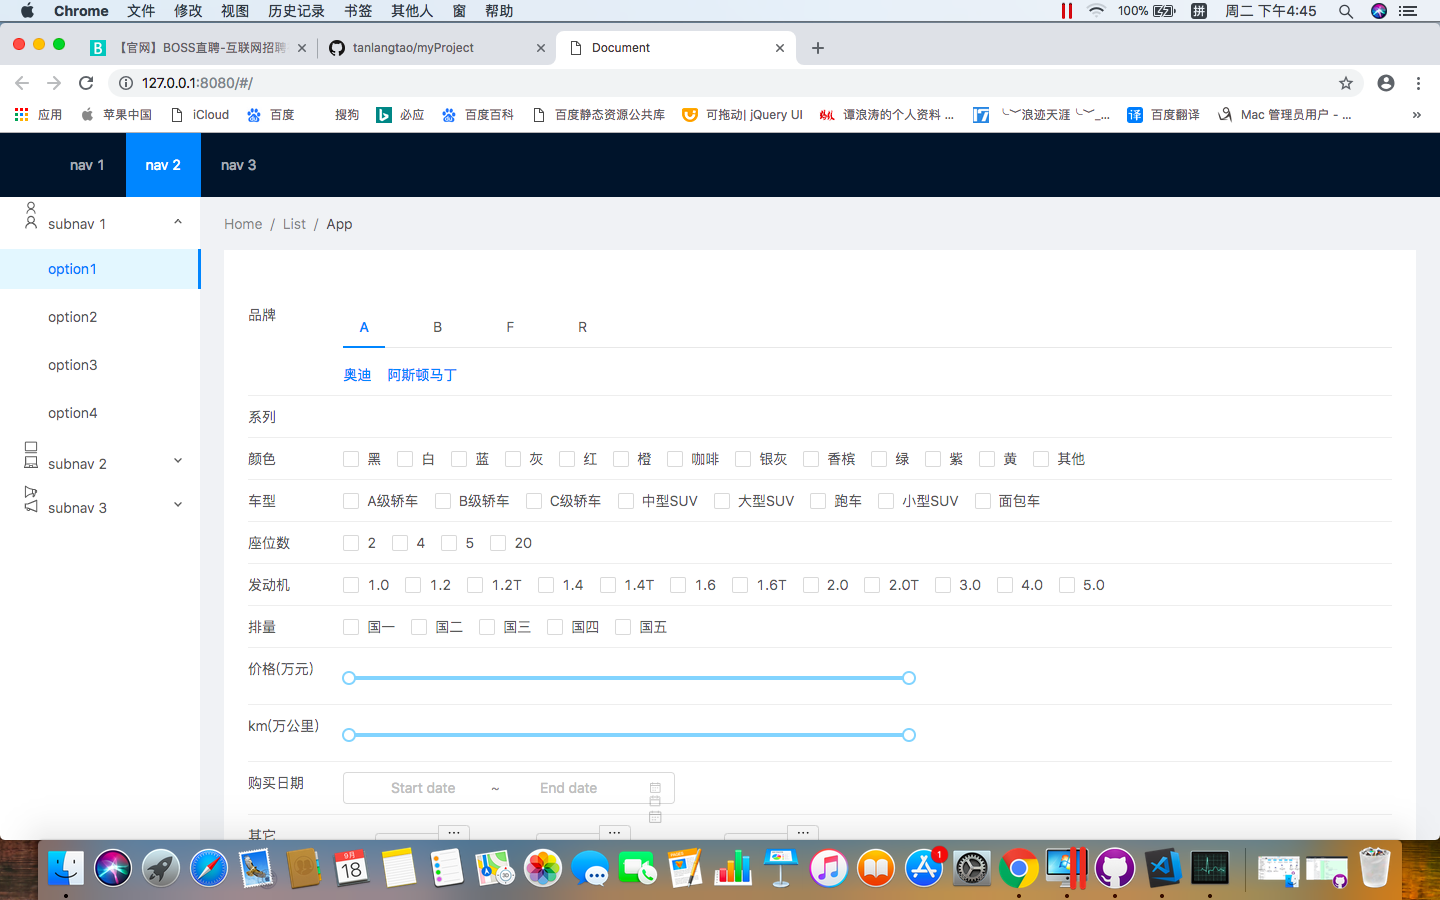 Chrome 文件 修改 视图 历史记录 书签 其他人 窗 帮助 100% 拼 周二 下午4:45
B 【官网】BOSS直聘-互联网招聘 tanlangtao/myProject Document
127.0.0.1:8080/#/
应用 苹果中国 iCloud 百度 搜狗 必应 百度百科 百度静态资源公共库 可拖动| jQuery UI 谭浪涛的个人资料 ... ╰︶浪迹天涯╰︶_... 译 百度翻译 Mac 管理员用户 - ... »
nav 1 nav 2 nav 3
subnav 1
option1
option2
option3
option4
subnav 2
subnav 3
Home / List / App
品牌
A B F R
奥迪 阿斯顿马丁
系列
颜色 黑 白 蓝 灰 红 橙 咖啡 银灰 香槟 绿 紫 黄 其他
车型 A级轿车 B级轿车 C级轿车 中型SUV 大型SUV 跑车 小型SUV 面包车
座位数 2 4 5 20
发动机 1.0 1.2 1.2T 1.4 1.4T 1.6 1.6T 2.0 2.0T 3.0 4.0 5.0
排量 国一 国二 国三 国四 国五
价格(万元)
km(万公里)
购买日期 Start date ~ End date
其它 ... ... ...
9月
18
1